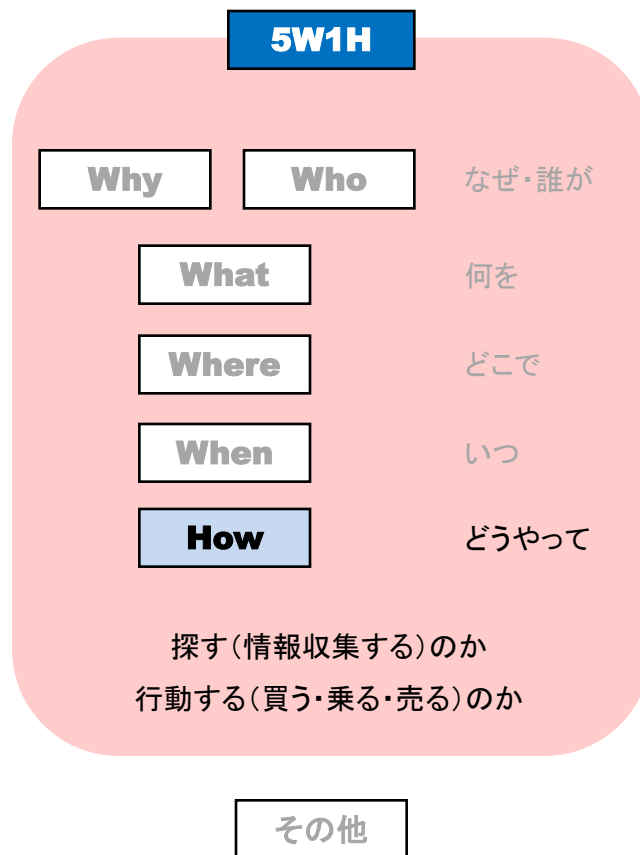 5W1H
Why Who なぜ・誰が
What 何を
Where どこで
When いつ
How どうやって
探す（情報収集する）のか
行動する（買う・乗る・売る）のか
その他